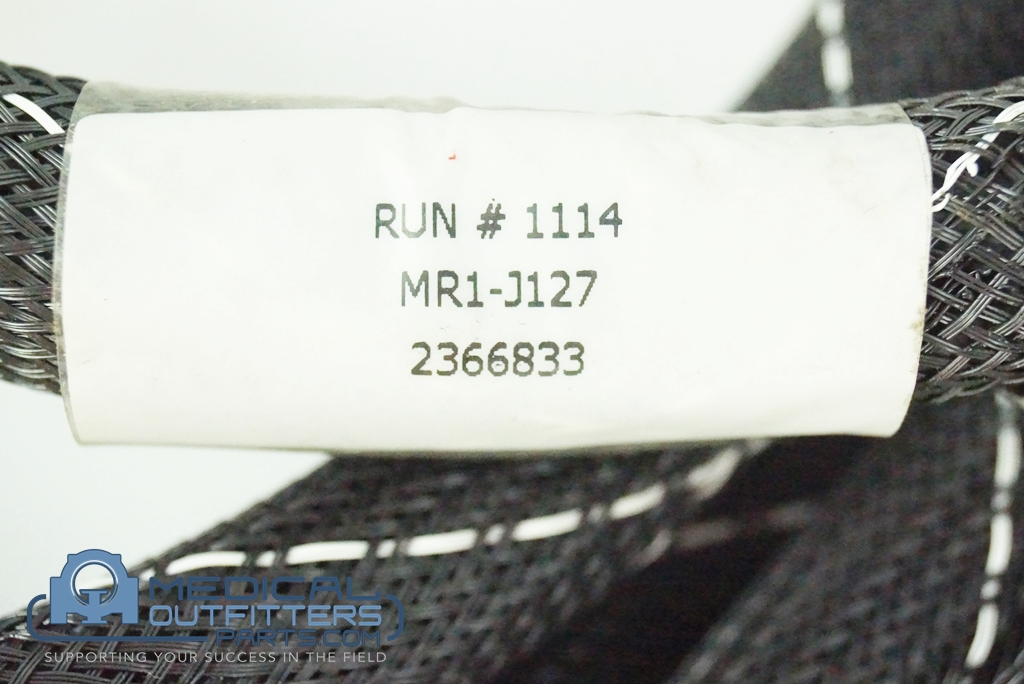 RUN # 1114
MR1-J127
2366833
MEDICAL
OUTFITTERS
PARTS.COM
SUPPORTING YOUR SUCCESS IN THE FIELD